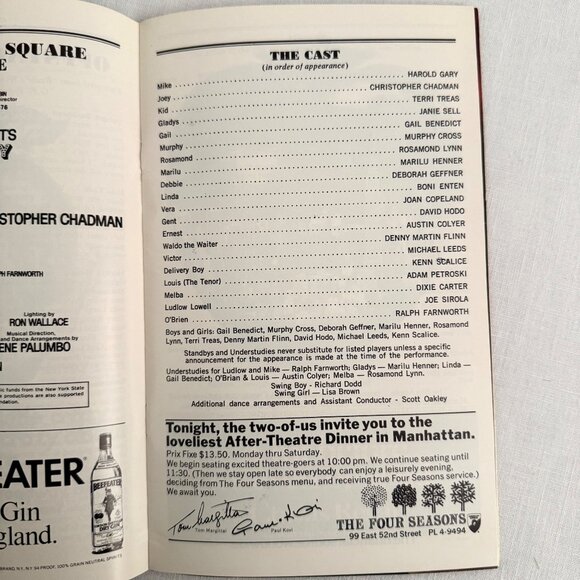 SQUARE
E
IN
Director
-76
T'S
Y
STOPHER CHADMAN
LPH FARNWORTH
Lighting by
RON WALLACE
Musical Direction,
and Dance Arrangements by
ENE PALUMBO
N
lic funds from the New York State
e productions are also supported
ndation.
EATER
Gin
gland.
BEEFEATER
BRAND, N.Y., N.Y. 94 PROOF. 100% GRAIN NEUTRAL SPIRITS
THE CAST
(in order of appearance)
Mike HAROLD GARY
Joey CHRISTOPHER CHADMAN
Kid TERRI TREAS
Gladys JANIE SELL
Gail GAIL BENEDICT
Murphy MURPHY CROSS
Rosamond ROSAMOND LYNN
Marilu MARILU HENNER
Debbie DEBORAH GEFFNER
Linda BONI ENTEN
Vera JOAN COPELAND
Gent DAVID HODO
Ernest AUSTIN COLYER
Waldo the Waiter DENNY MARTIN FLINN
Victor MICHAEL LEEDS
Delivery Boy KENN SCALICE
Louis (The Tenor) ADAM PETROSKI
Melba DIXIE CARTER
Ludlow Lowell JOE SIROLA
O'Brien RALPH FARNWORTH
Boys and Girls: Gail Benedict, Murphy Cross, Deborah Geffner, Marilu Henner, Rosamond
Lynn, Terri Treas, Denny Martin Flinn, David Hodo, Michael Leeds, Kenn Scalice.
Standbys and Understudies never substitute for listed players unless a specific
announcement for the appearance is made at the time of the performance.
Understudies for Ludlow and Mike — Ralph Farnworth; Gladys — Marilu Henner; Linda —
Gail Benedict; O'Brien & Louis — Austin Colyer; Melba — Rosamond Lynn.
Swing Boy - Richard Dodd
Swing Girl — Lisa Brown
Additional dance arrangements and Assistant Conductor - Scott Oakley
Tonight, the two-of-us invite you to the
loveliest After-Theatre Dinner in Manhattan.
Prix Fixe $13.50. Monday thru Saturday.
We begin seating excited theatre-goers at 10:00 pm. We continue seating until
11:30. (Then we stay open late so everybody can enjoy a leisurely evening,
deciding from The Four Seasons menu, and receiving true Four Seasons service.)
We await you.
Tom Margittai
Paul Kovi
THE FOUR SEASONS
99 East 52nd Street PL 4-9494